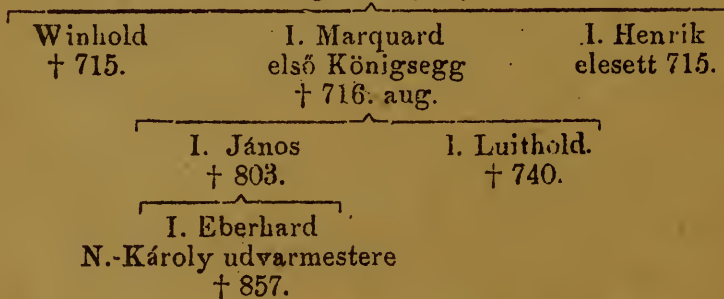 Winhold I. Marquard I. Henrik
† 715. első Königsegg elesett 715.
† 716. aug.
I. János I. Luithold.
† 803. † 740.
I. Eberhard
N.-Károly udvarmestere
† 857.